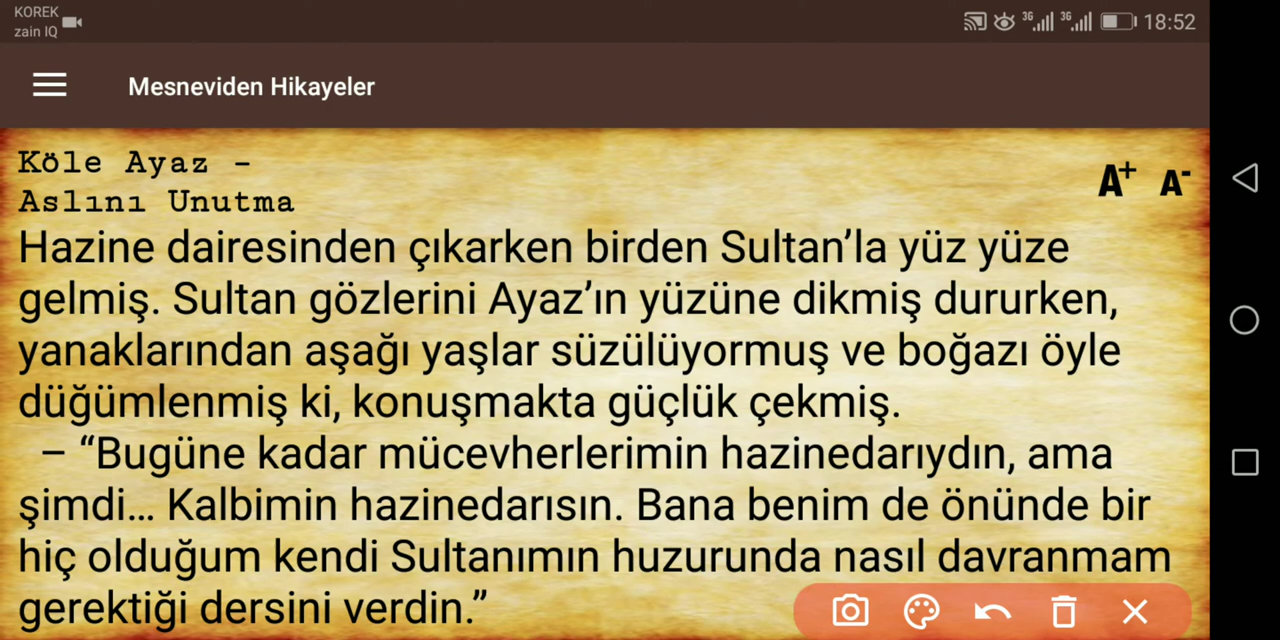 KOREK
zain IQ
3G 3G 18:52
Mesneviden Hikayeler
Köle Ayaz -
Aslını Unutma
A+ A-
Hazine dairesinden çıkarken birden Sultan’la yüz yüze
gelmiş. Sultan gözlerini Ayaz’ın yüzüne dikmiş dururken,
yanaklarından aşağı yaşlar süzülüyormuş ve boğazı öyle
düğümlenmiş ki, konuşmakta güçlük çekmiş.
– “Bugüne kadar mücevherlerimin hazinedarıydın, ama
şimdi... Kalbimin hazinedarısın. Bana benim de önünde bir
hiç olduğum kendi Sultanımın huzurunda nasıl davranmam
gerektiği dersini verdin.”